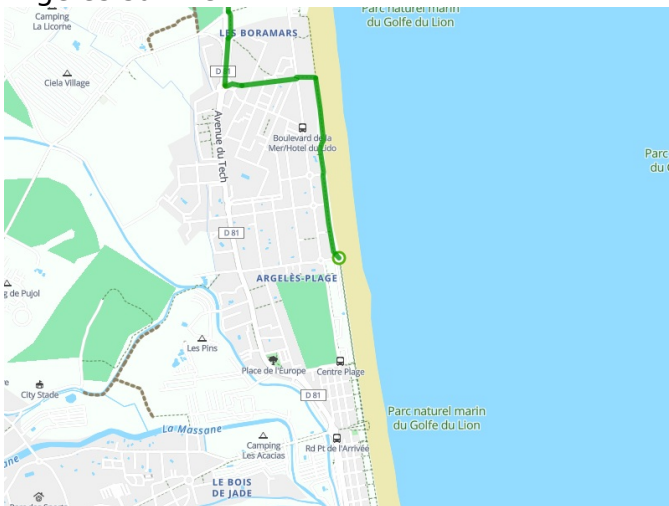 Parc naturel marin
du Golfe du Lion
Camping
La Licorne
LES BORAMARS
D 81
Ciela Village
Avenue du Tech
Boulevard de la
Mer/Hotel du Lido
Parc
du
D 81
ARGELÈS-PLAGE
g de Pujol
Les Pins
Place de l'Europe
Centre Plage
City Stade
D 81
Parc naturel marin
du Golfe du Lion
La Massane
Camping
Les Acacias
Rd Pt de l'Arrivée
LE BOIS
DE JADE